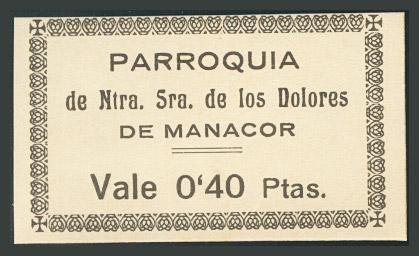 PARROQUIA
de Ntra. Sra. de los Dolores
DE MANACOR
Vale 0'40 Ptas.